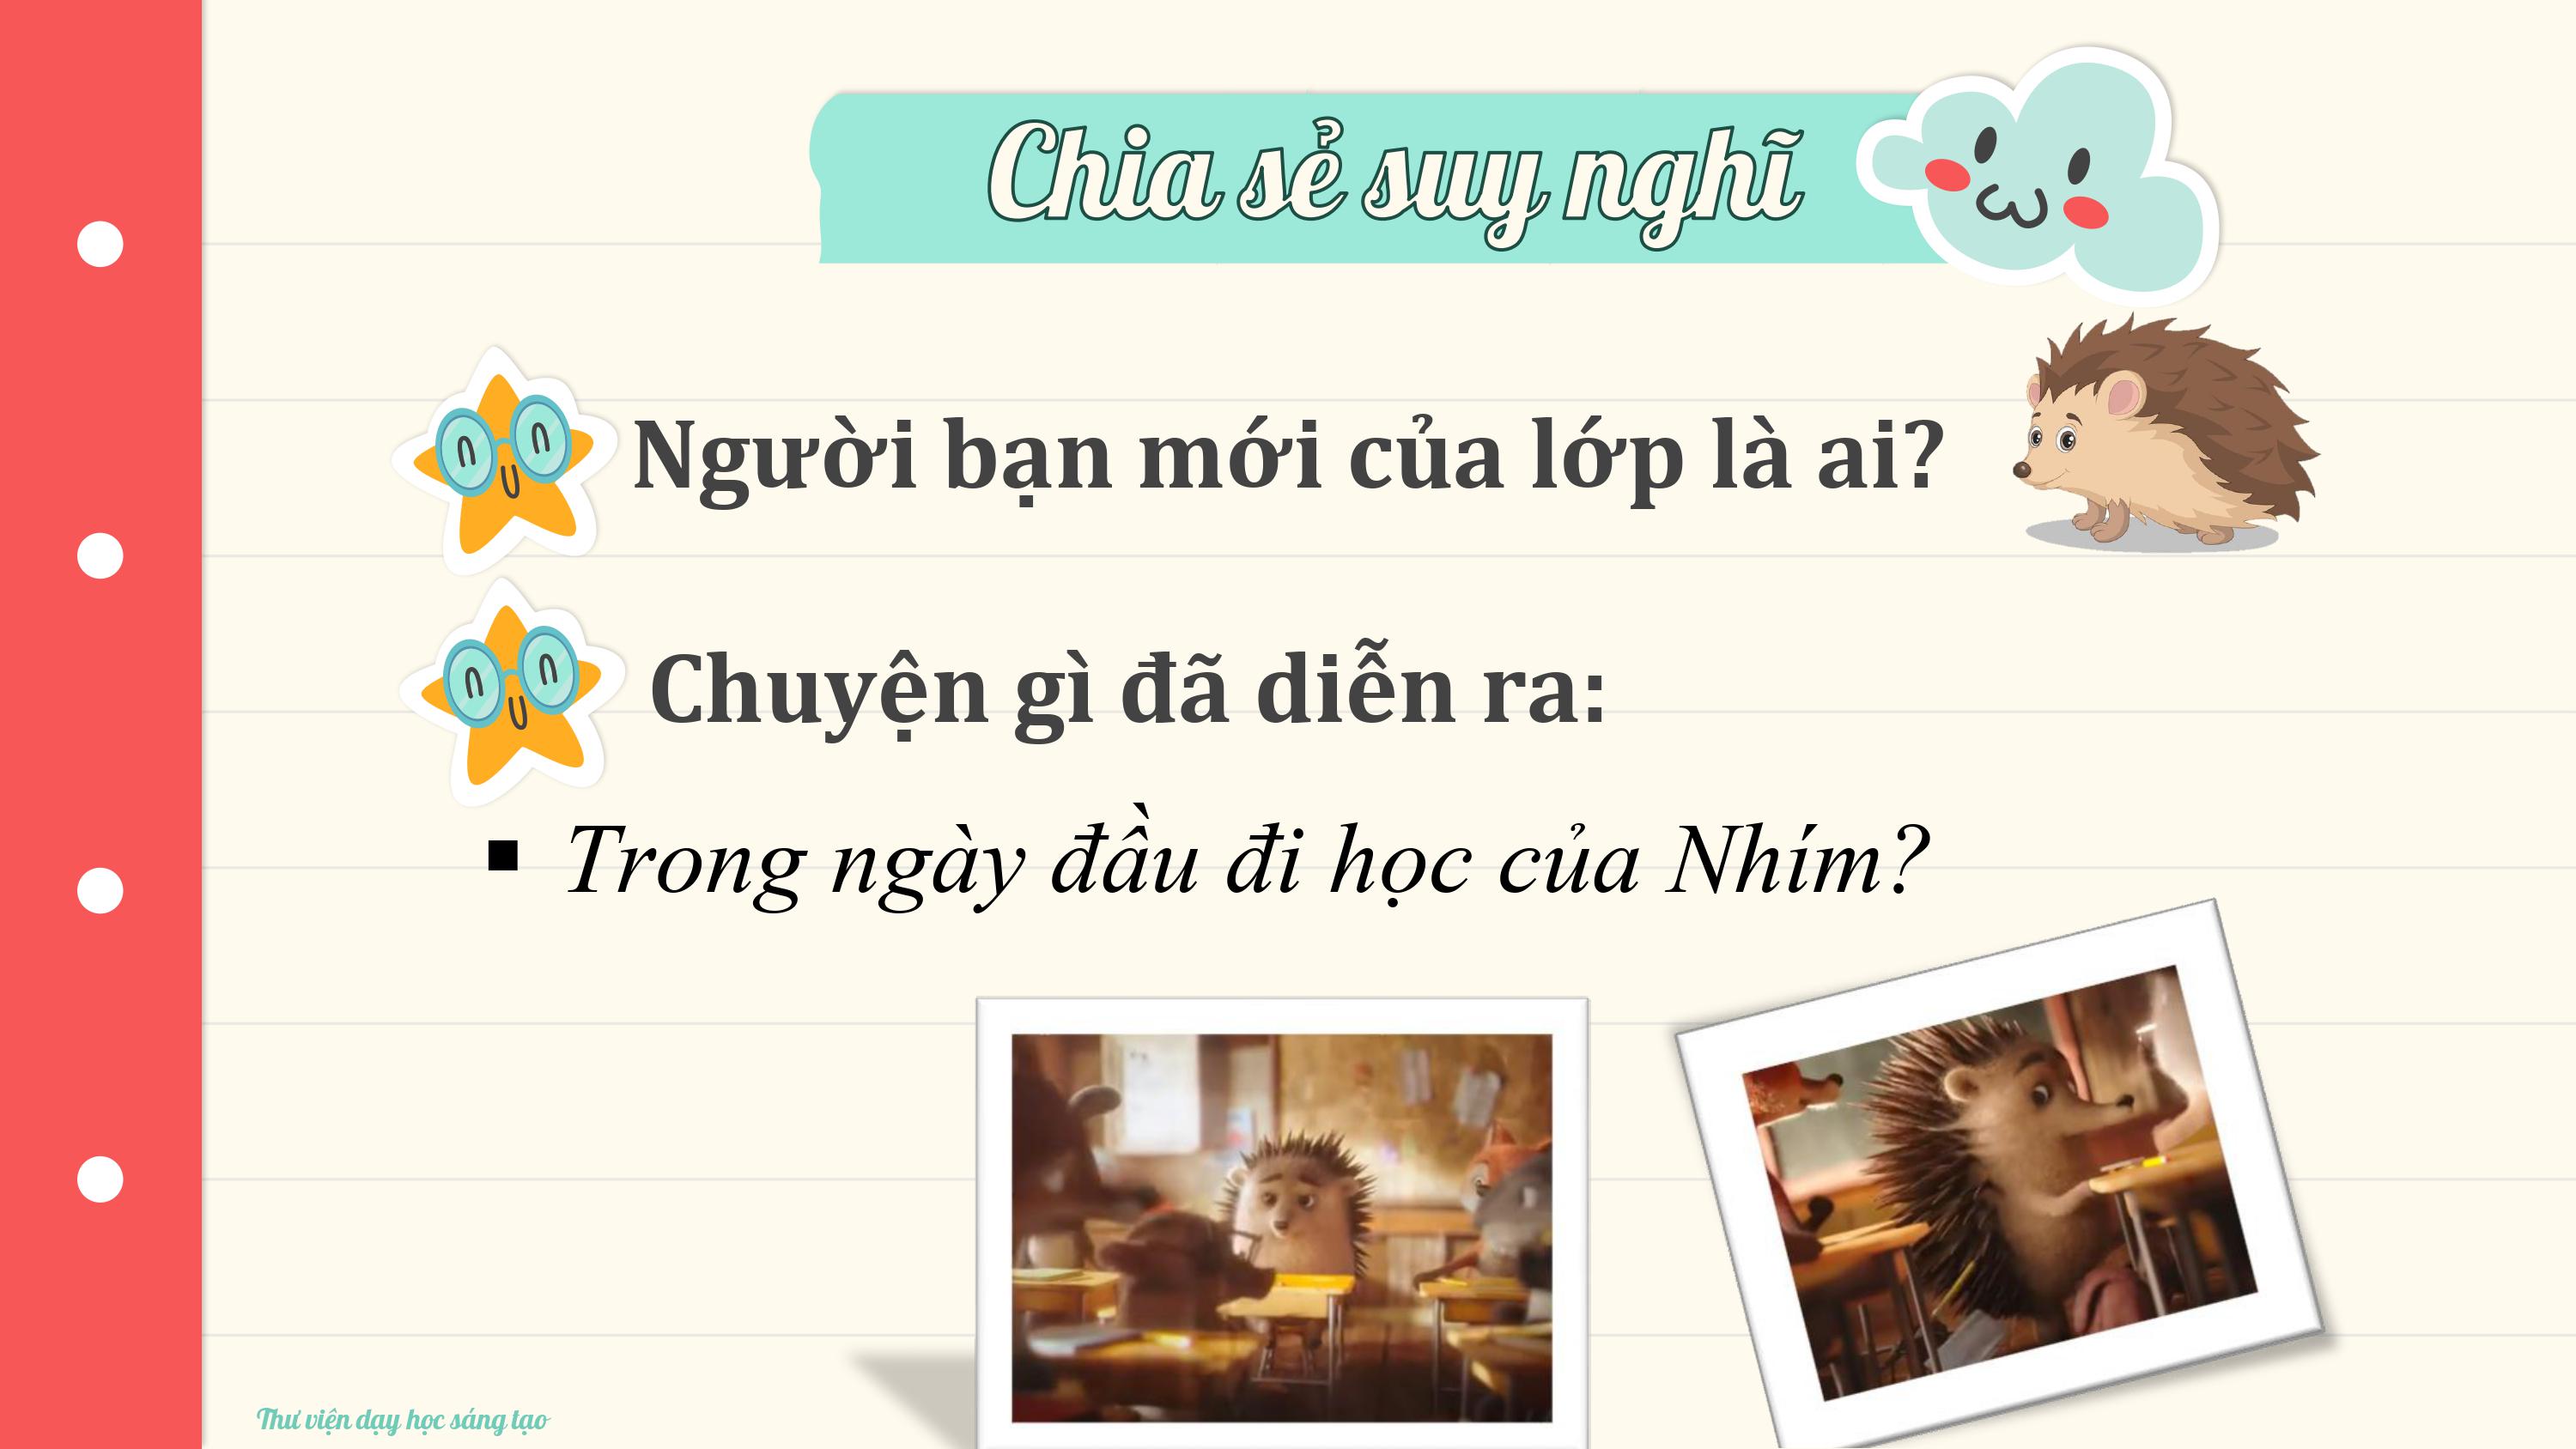 Chia sẻ suy nghĩ
Người bạn mới của lớp là ai?
Chuyện gì đã diễn ra:
▪ Trong ngày đầu đi học của Nhím?
Thư viện dạy học sáng tạo